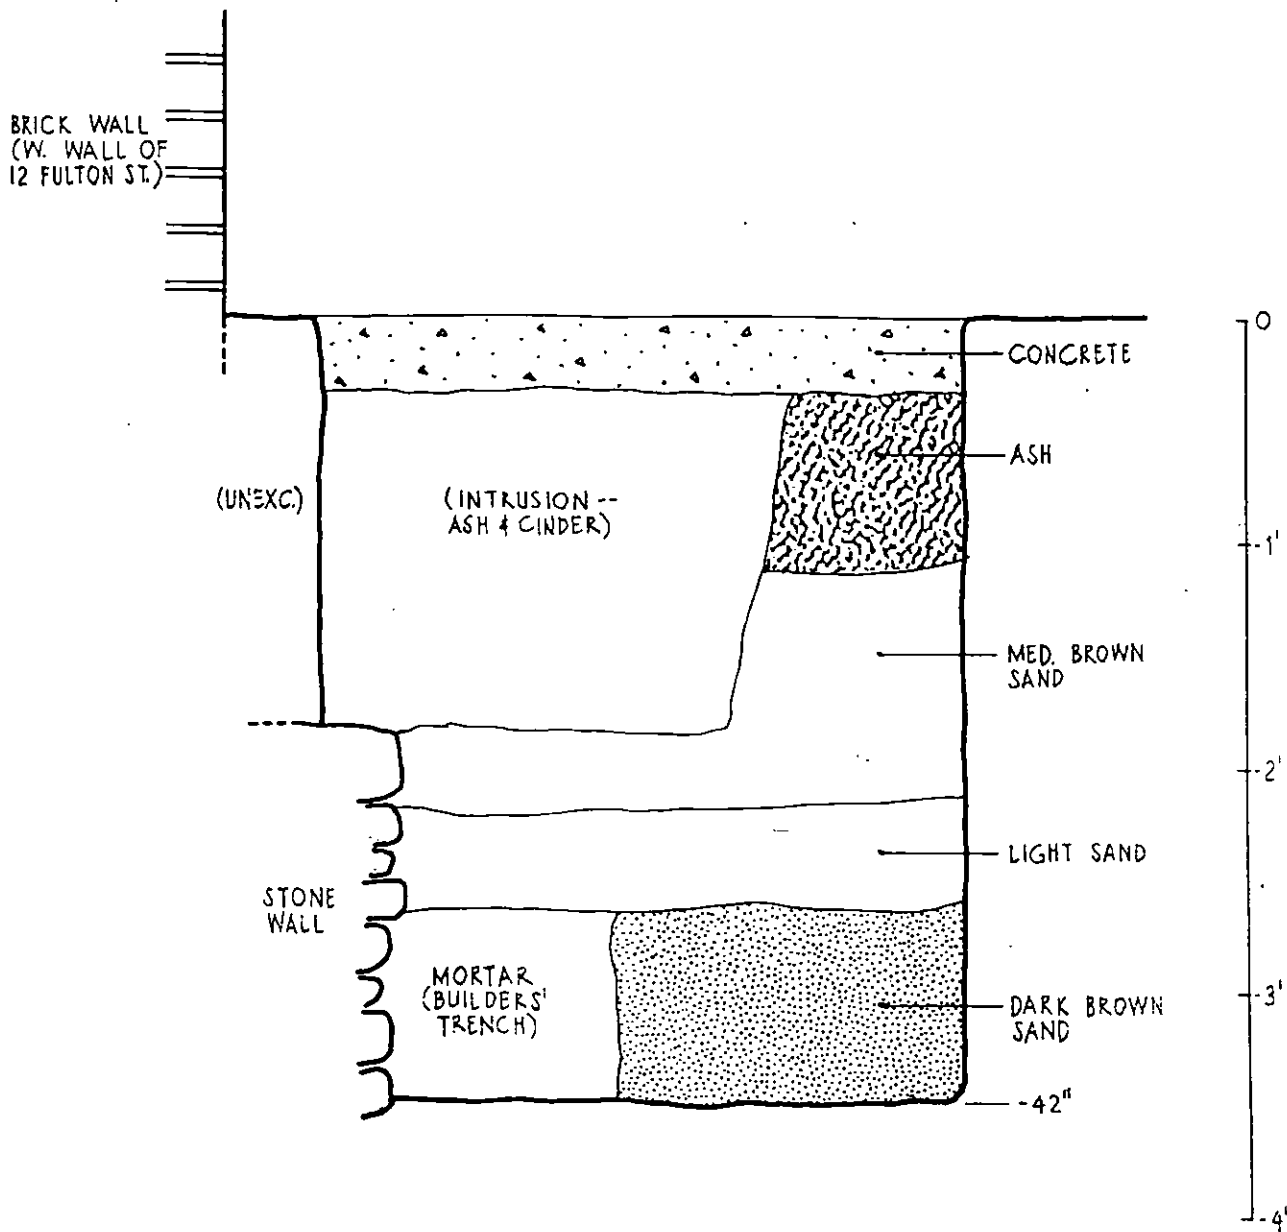 BRICK WALL
(W. WALL OF
12 FULTON ST.)
0
CONCRETE
ASH
(UNEXC.)
(INTRUSION --
ASH & CINDER)
-1'
MED. BROWN
SAND
-2'
LIGHT SAND
STONE
WALL
MORTAR
(BUILDERS'
TRENCH)
-3'
DARK BROWN
SAND
-42"
-4'